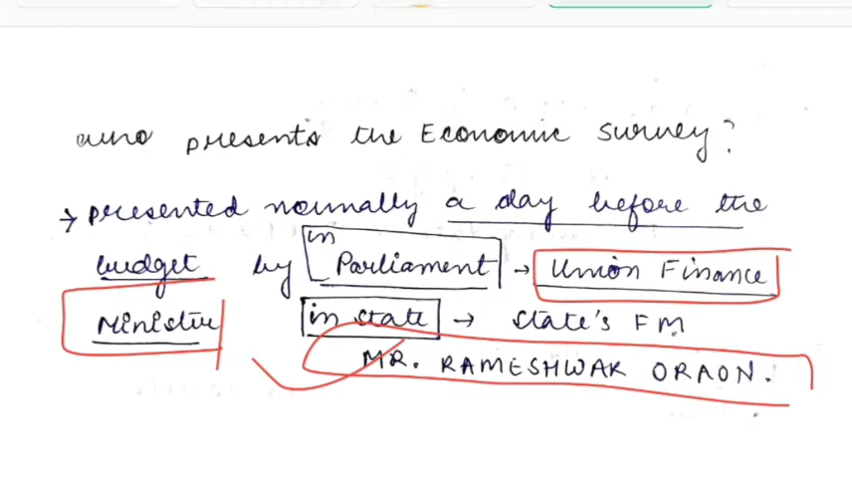 who presents the Economic survey?
→ presented normally a day before the
budget by in Parliament → Union Finance
Minister in state → State's FM
MR. RAMESHWAR ORAON.